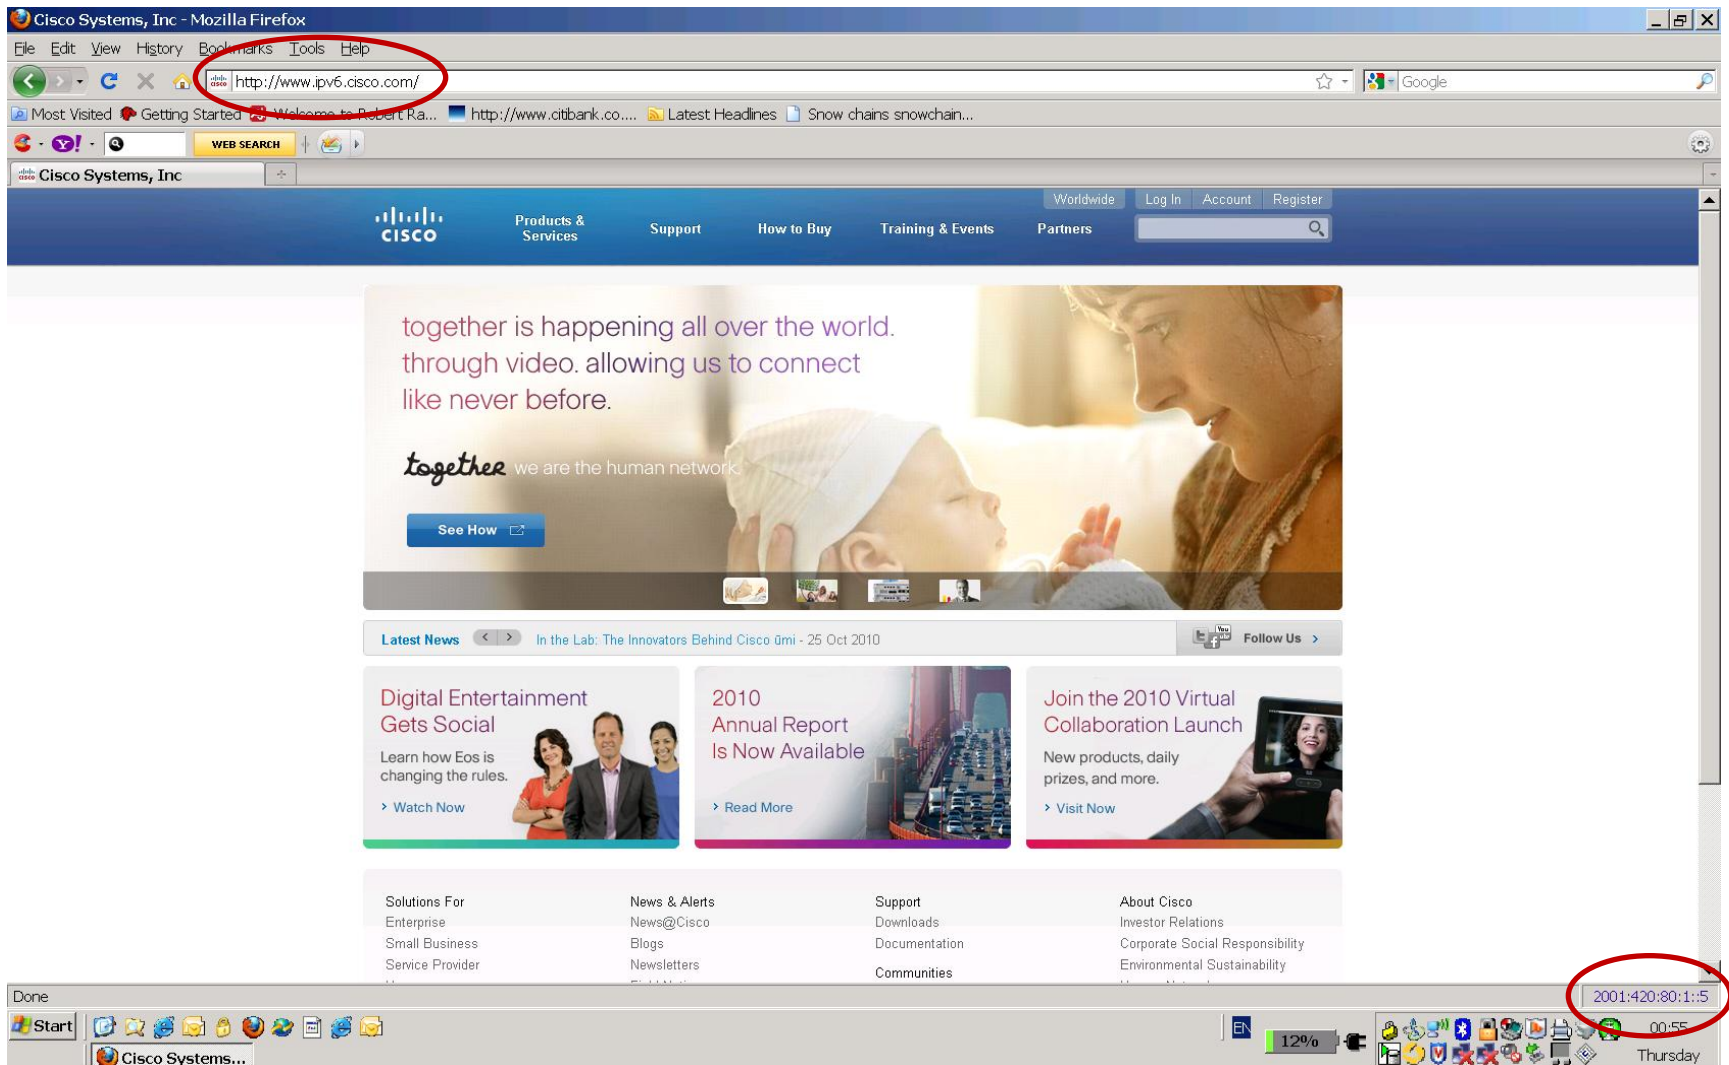 Cisco Systems, Inc - Mozilla Firefox
File Edit View History Bookmarks Tools Help
http://www.ipv6.cisco.com/
Google
Most Visited Getting Started Welcome to Robert Ra... http://www.citibank.co.... Latest Headlines Snow chains snowchain...
WEB SEARCH
Cisco Systems, Inc
Worldwide Log In Account Register
CISCO
Products & Services
Support
How to Buy
Training & Events
Partners
together is happening all over the world.
through video. allowing us to connect
like never before.
together we are the human network.
See How
Latest News In the Lab: The Innovators Behind Cisco ūmi - 25 Oct 2010
Follow Us
Digital Entertainment
Gets Social
Learn how Eos is
changing the rules.
Watch Now
2010
Annual Report
Is Now Available
Read More
Join the 2010 Virtual
Collaboration Launch
New products, daily
prizes, and more.
Visit Now
Solutions For
Enterprise
Small Business
Service Provider
News & Alerts
News@Cisco
Blogs
Newsletters
Support
Downloads
Documentation
Communities
About Cisco
Investor Relations
Corporate Social Responsibility
Environmental Sustainability
Done
2001:420:80:1::5
Start
EN
12%
00:55
Cisco Systems...
Thursday